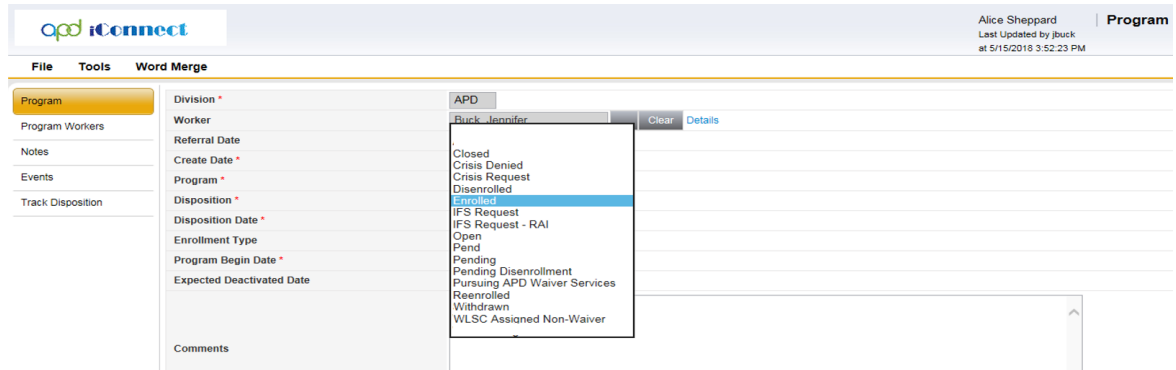 apd iConnect
Alice Sheppard
Last Updated by jbuck
at 5/15/2018 3:52:23 PM
Program
File Tools Word Merge
Program
Program Workers
Notes
Events
Track Disposition
Division * APD
Worker Buck, Jennifer Clear Details
Referral Date
Create Date *
Program *
Disposition *
Disposition Date *
Enrollment Type
Program Begin Date *
Expected Deactivated Date
Comments
Closed
Crisis Denied
Crisis Request
Disenrolled
Enrolled
IFS Request
IFS Request - RAI
Open
Pend
Pending
Pending Disenrollment
Pursuing APD Waiver Services
Reenrolled
Withdrawn
WLSC Assigned Non-Waiver